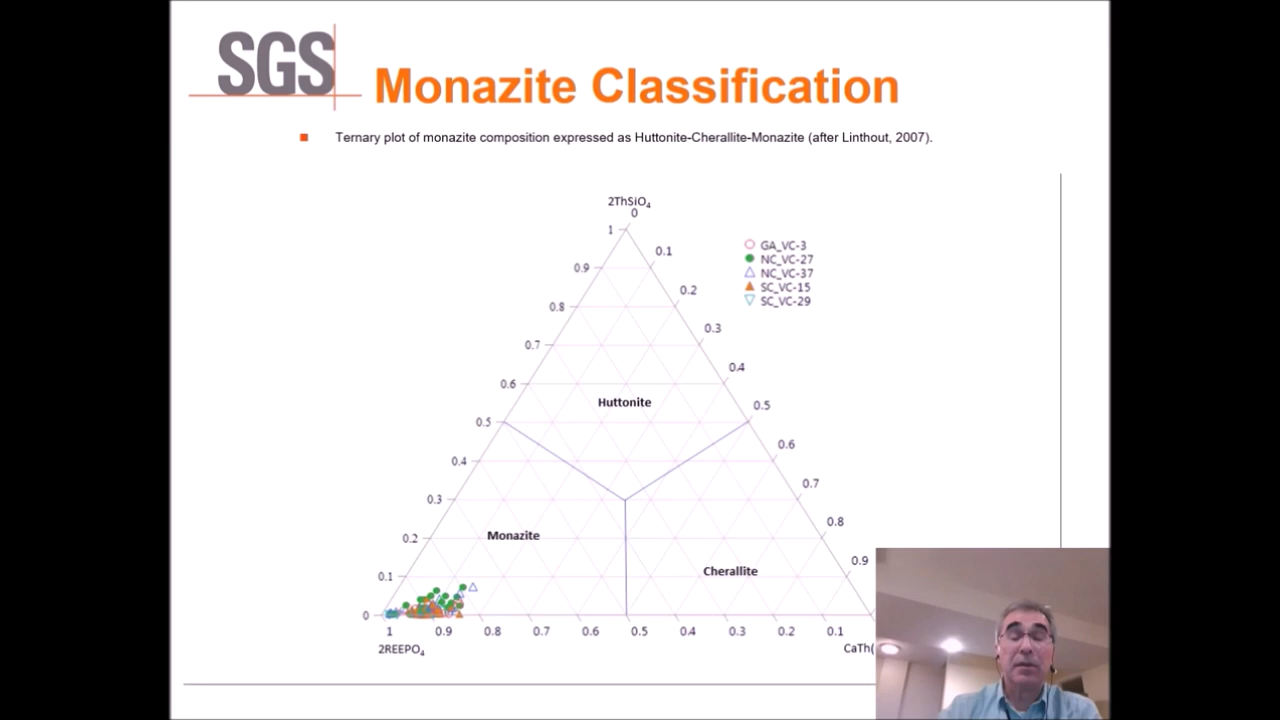 SGS
Monazite Classification
Ternary plot of monazite composition expressed as Huttonite-Cherallite-Monazite (after Linthout, 2007).
2ThSiO₄
0
1
0.1
GA_VC-3
NC_VC-27
NC_VC-37
SC_VC-15
SC_VC-29
0.9
0.2
0.8
0.3
0.7
0.4
0.6
Huttonite
0.5
0.5
0.6
0.4
0.7
0.3
0.8
Monazite
0.2
0.9
Cherallite
0.1
0
1
0.9
0.8
0.7
0.6
0.5
0.4
0.3
0.2
0.1
2REEPO₄
CaTh(